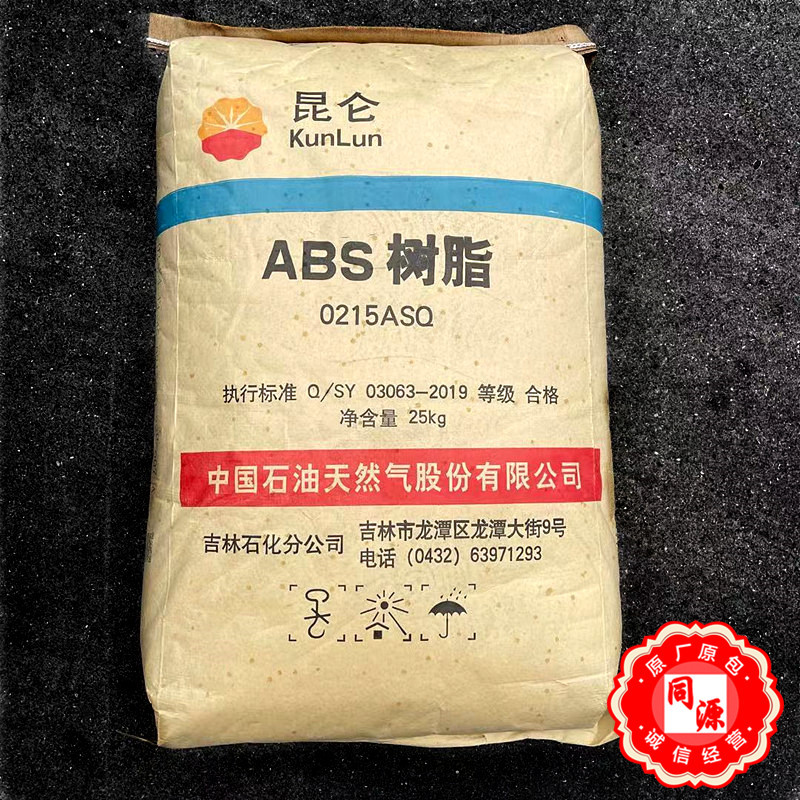 昆仑
KunLun
ABS 树脂
0215ASQ
执行标准 Q/SY 03063-2019 等级 合格
净含量 25kg
中国石油天然气股份有限公司
吉林石化分公司
吉林市龙潭区龙潭大街9号
电话 (0432) 63971293
原厂原包
同源
诚信经营